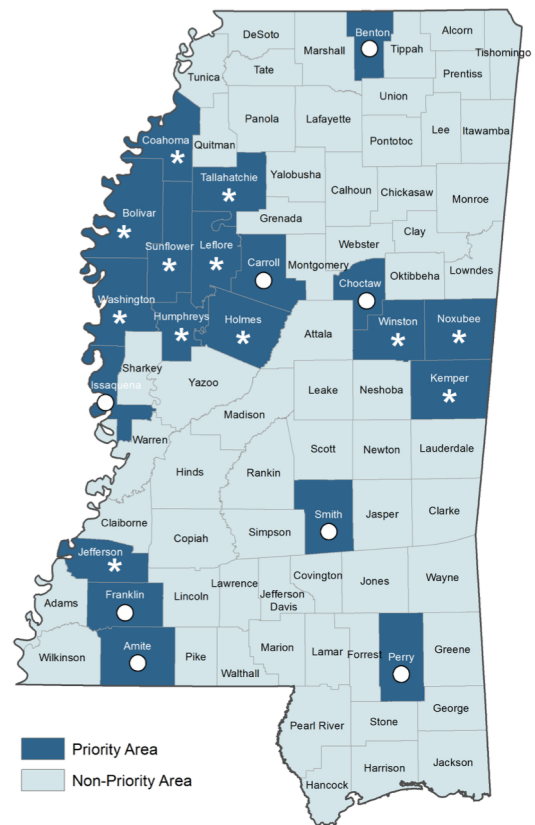 Benton
Alcorn
DeSoto
Marshall
Tippah
Tishomingo
Tate
Prentiss
Tunica
Union
Panola
Lafayette
Lee
Itawamba
Coahoma
Quitman
Pontotoc
*
Tallahatchie
Yalobusha
Calhoun
Chickasaw
Monroe
*
Bolivar
Grenada
*
Sunflower
Leflore
Clay
Webster
*
*
Carroll
Montgomery
Oktibbeha
Lowndes
Choctaw
Washington
*
Humphreys
Holmes
Winston
Noxubee
*
*
*
*
Attala
Sharkey
Kemper
Issaquena
Yazoo
Leake
Neshoba
*
Madison
Warren
Scott
Newton
Lauderdale
Hinds
Rankin
Smith
Jasper
Clarke
Claiborne
Simpson
Copiah
Jefferson
*
Covington
Wayne
Lawrence
Jones
Franklin
Lincoln
Jefferson
Davis
Adams
Marion
Lamar
Forrest
Perry
Greene
Wilkinson
Amite
Pike
Walthall
George
Pearl River
Stone
Priority Area
Jackson
Harrison
Non-Priority Area
Hancock